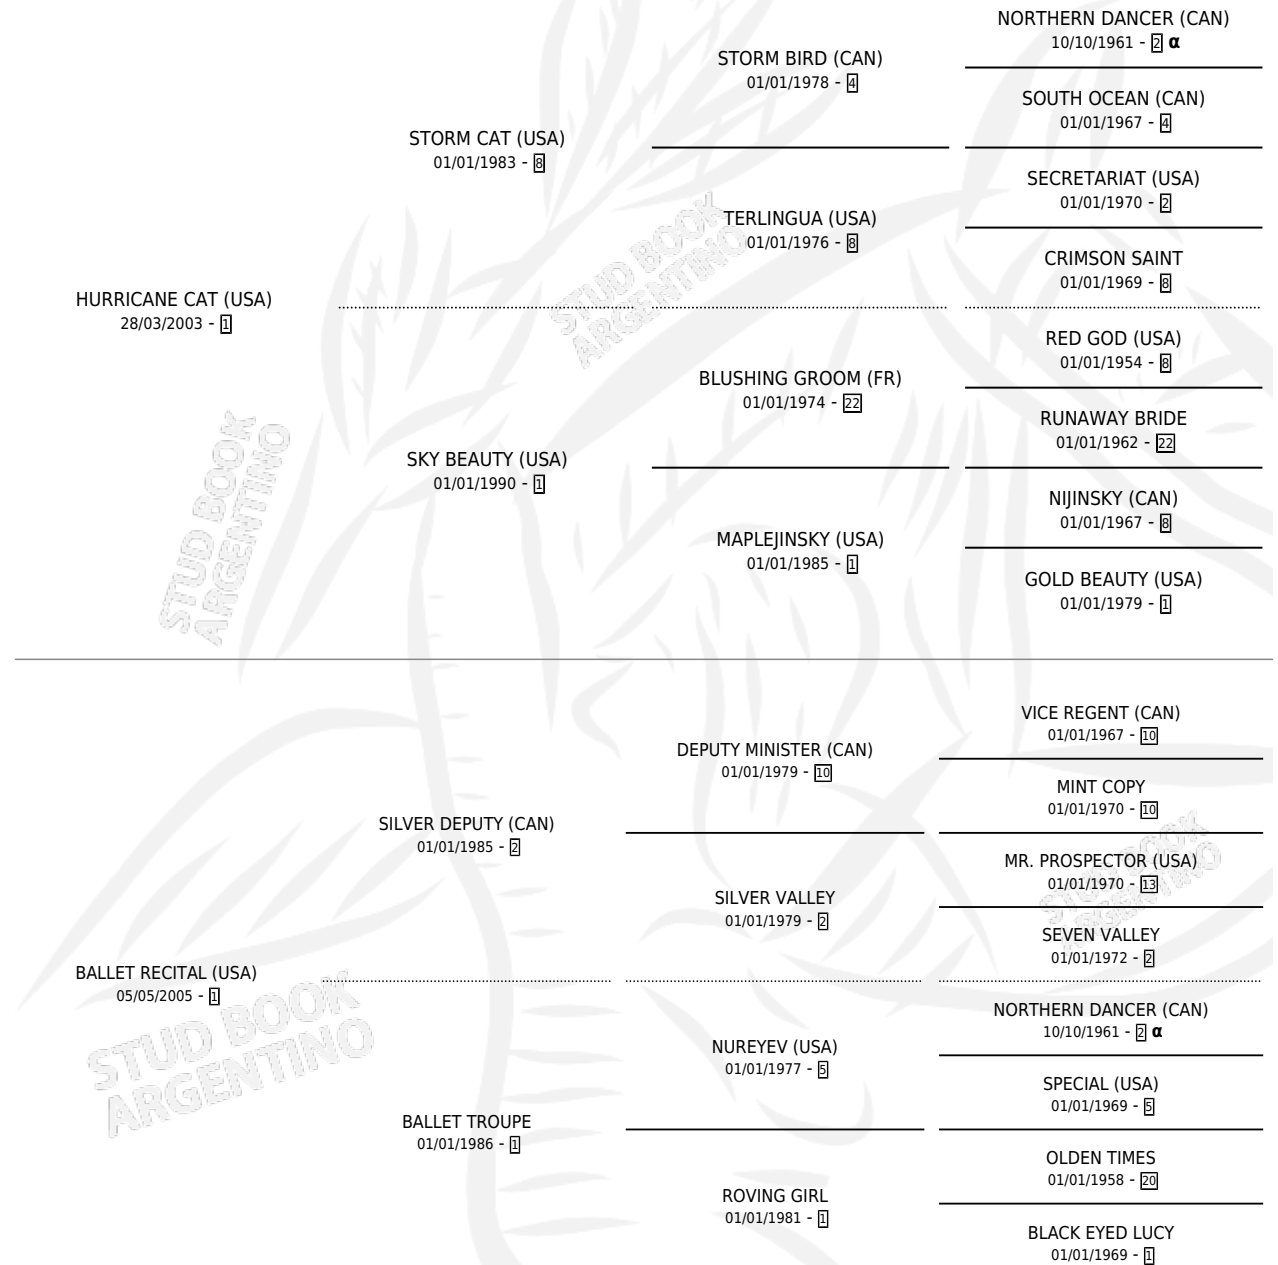 NORTHERN DANCER (CAN)
10/10/1961 - 2 α
STORM BIRD (CAN)
01/01/1978 - 4
SOUTH OCEAN (CAN)
01/01/1967 - 4
STORM CAT (USA)
01/01/1983 - 8
SECRETARIAT (USA)
01/01/1970 - 2
TERLINGUA (USA)
01/01/1976 - 8
CRIMSON SAINT
01/01/1969 - 8
HURRICANE CAT (USA)
28/03/2003 - 1
RED GOD (USA)
01/01/1954 - 8
BLUSHING GROOM (FR)
01/01/1974 - 22
RUNAWAY BRIDE
01/01/1962 - 22
SKY BEAUTY (USA)
01/01/1990 - 1
NIJINSKY (CAN)
01/01/1967 - 8
MAPLEJINSKY (USA)
01/01/1985 - 1
GOLD BEAUTY (USA)
01/01/1979 - 1
VICE REGENT (CAN)
01/01/1967 - 10
DEPUTY MINISTER (CAN)
01/01/1979 - 10
MINT COPY
01/01/1970 - 10
SILVER DEPUTY (CAN)
01/01/1985 - 2
MR. PROSPECTOR (USA)
01/01/1970 - 13
SILVER VALLEY
01/01/1979 - 2
SEVEN VALLEY
01/01/1972 - 2
BALLET RECITAL (USA)
05/05/2005 - 1
NORTHERN DANCER (CAN)
10/10/1961 - 2 α
NUREYEV (USA)
01/01/1977 - 5
SPECIAL (USA)
01/01/1969 - 5
BALLET TROUPE
01/01/1986 - 1
OLDEN TIMES
01/01/1958 - 20
ROVING GIRL
01/01/1981 - 1
BLACK EYED LUCY
01/01/1969 - 1
STUD BOOK
ARGENTINO
STUD BOOK
ARGENTINO
STUD BOOK
ARGENTINO
STUD BOOK
ARGENTINO